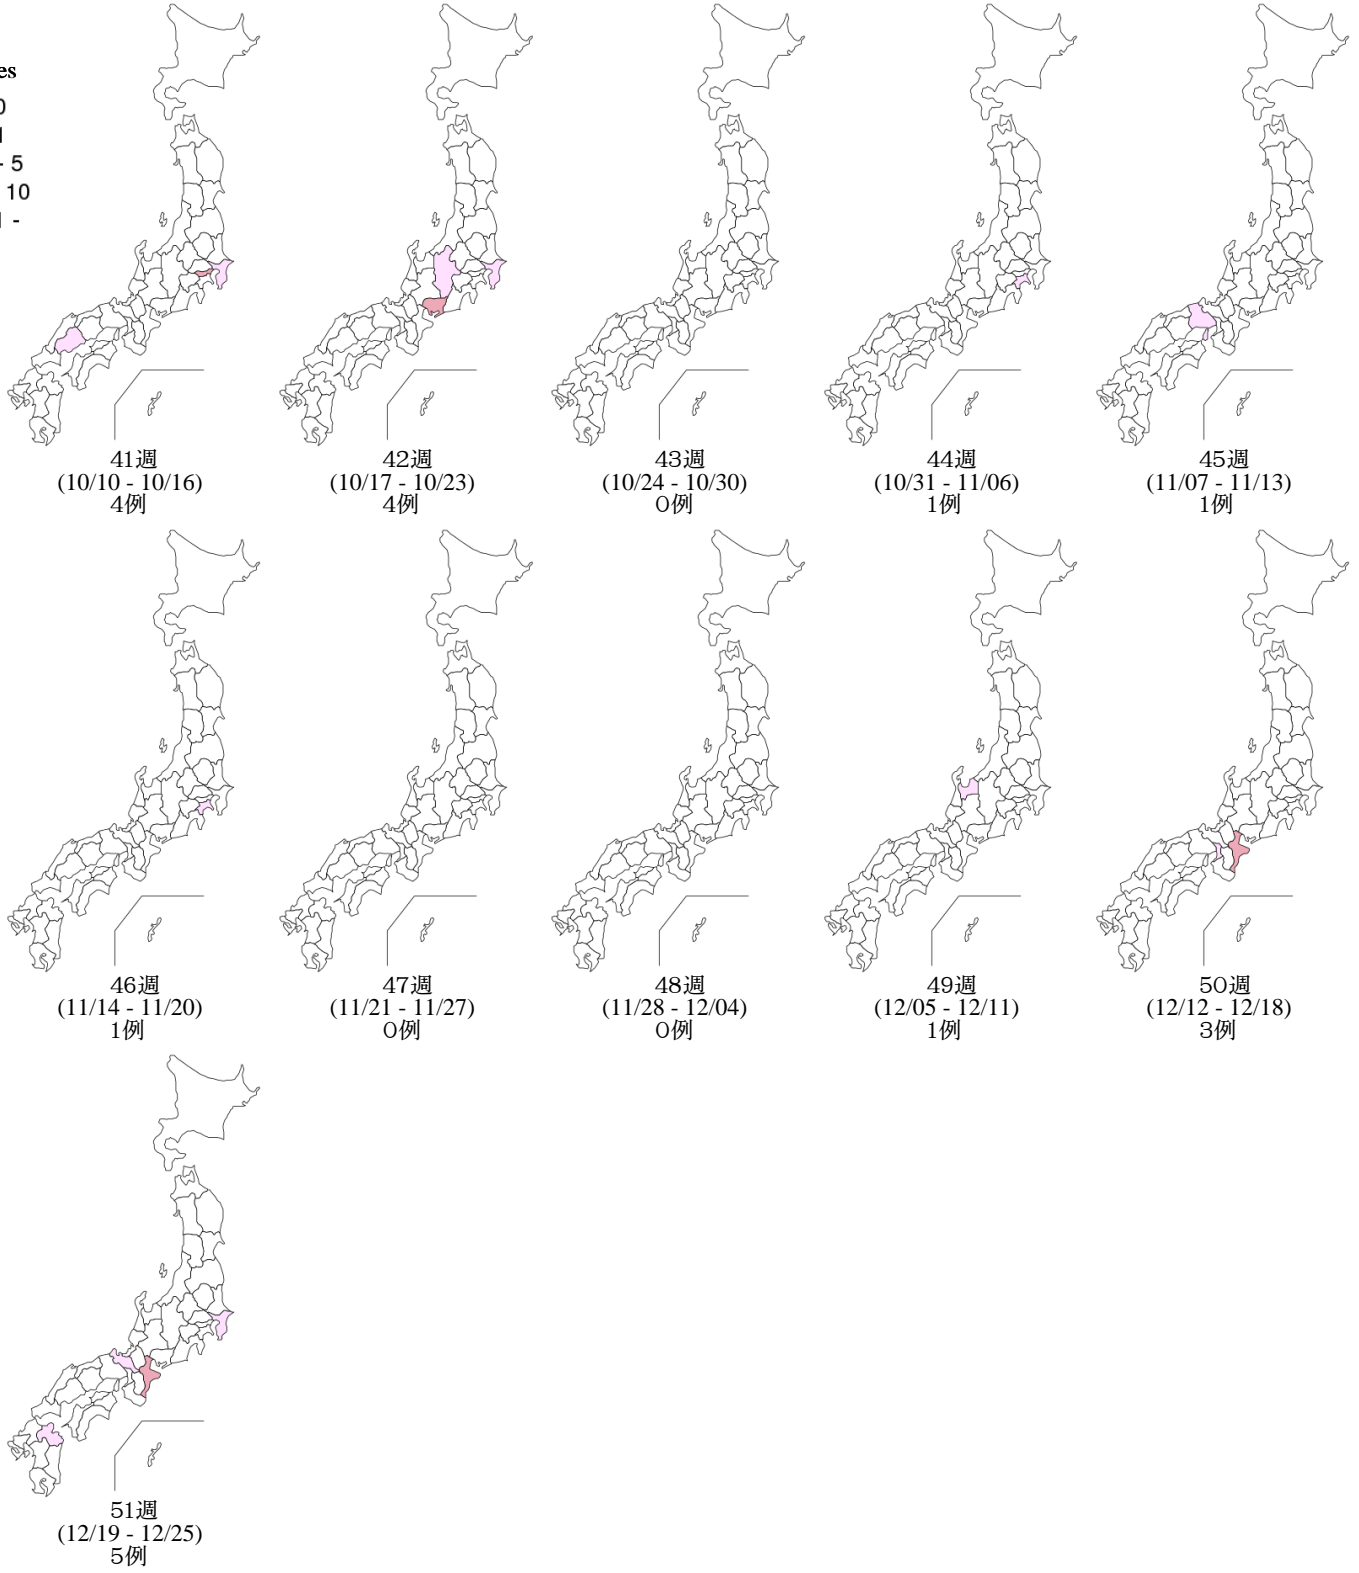 es
0
1
- 5
10
1 -
41週
(10/10 - 10/16)
4例
42週
(10/17 - 10/23)
4例
43週
(10/24 - 10/30)
0例
44週
(10/31 - 11/06)
1例
45週
(11/07 - 11/13)
1例
46週
(11/14 - 11/20)
1例
47週
(11/21 - 11/27)
0例
48週
(11/28 - 12/04)
0例
49週
(12/05 - 12/11)
1例
50週
(12/12 - 12/18)
3例
51週
(12/19 - 12/25)
5例